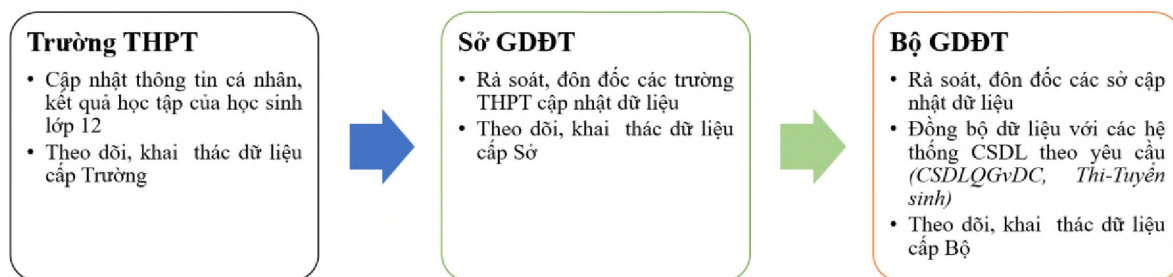 Trường THPT
• Cập nhật thông tin cá nhân,
kết quả học tập của học sinh
lớp 12
• Theo dõi, khai thác dữ liệu
cấp Trường
Sở GDĐT
• Rà soát, đôn đốc các trường
THPT cập nhật dữ liệu
• Theo dõi, khai thác dữ liệu
cấp Sở
Bộ GDĐT
• Rà soát, đôn đốc các sở cập
nhật dữ liệu
• Đồng bộ dữ liệu với các hệ
thống CSDL theo yêu cầu
(CSDLQGvDC, Thi-Tuyển
sinh)
• Theo dõi, khai thác dữ liệu
cấp Bộ